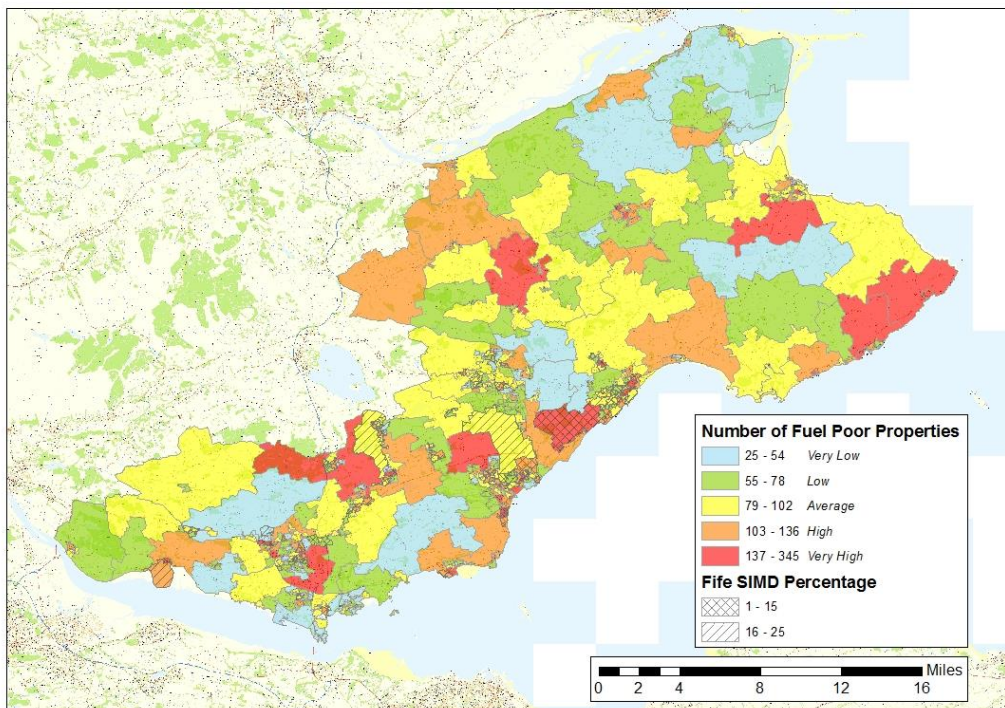 Number of Fuel Poor Properties
25 - 54 Very Low
55 - 78 Low
79 - 102 Average
103 - 136 High
137 - 345 Very High
Fife SIMD Percentage
1 - 15
16 - 25
Miles
0 2 4 8 12 16